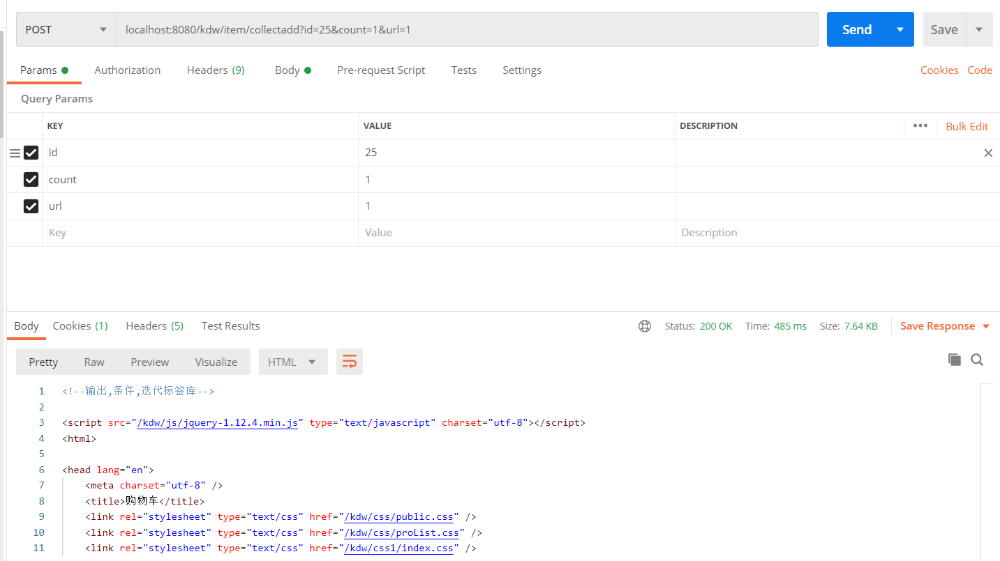 POST localhost:8080/kdw/item/collectadd?id=25&count=1&url=1 Send Save
Params Authorization Headers (9) Body Pre-request Script Tests Settings Cookies Code
Query Params
KEY VALUE DESCRIPTION ••• Bulk Edit
id 25
count 1
url 1
Key Value Description
Body Cookies (1) Headers (5) Test Results Status: 200 OK Time: 485 ms Size: 7.64 KB Save Response
Pretty Raw Preview Visualize HTML
1 <!--输出,条件,迭代标签库-->
2
3 <script src="/kdw/js/jquery-1.12.4.min.js" type="text/javascript" charset="utf-8"></script>
4 <html>
5
6 <head lang="en">
7 <meta charset="utf-8" />
8 <title>购物车</title>
9 <link rel="stylesheet" type="text/css" href="/kdw/css/public.css" />
10 <link rel="stylesheet" type="text/css" href="/kdw/css/proList.css" />
11 <link rel="stylesheet" type="text/css" href="/kdw/css1/index.css" />